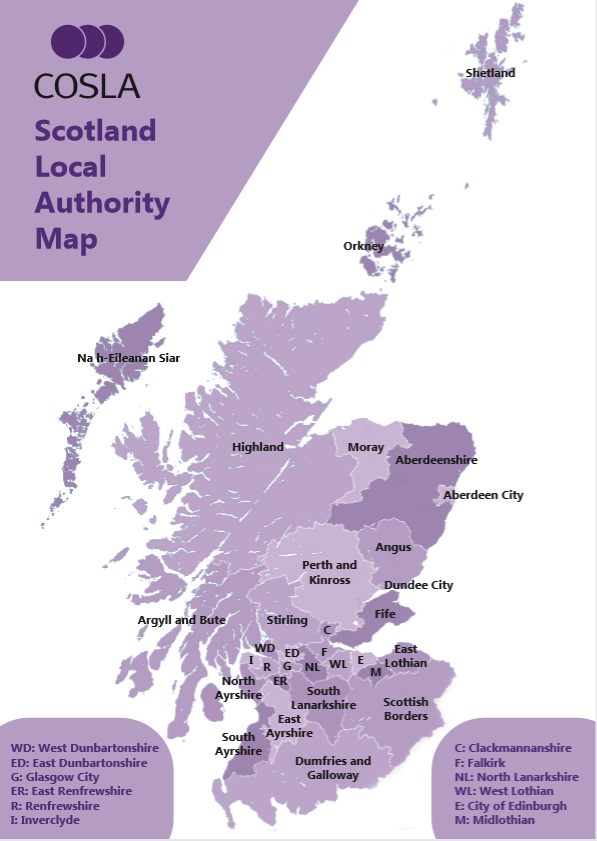 COSLA
Scotland
Local
Authority
Map
Shetland
Orkney
Na h-Eileanan Siar
Highland
Moray
Aberdeenshire
Aberdeen City
Angus
Perth and
Kinross
Dundee City
Argyll and Bute
Stirling
Fife
C
WD
ED
F
East
Lothian
I
R
G
NL
WL
E
M
ER
North
Ayrshire
South
Lanarkshire
Scottish
Borders
East
Ayrshire
South
Ayrshire
Dumfries and
Galloway
WD: West Dunbartonshire
ED: East Dunbartonshire
G: Glasgow City
ER: East Renfrewshire
R: Renfrewshire
I: Inverclyde
C: Clackmannanshire
F: Falkirk
NL: North Lanarkshire
WL: West Lothian
E: City of Edinburgh
M: Midlothian